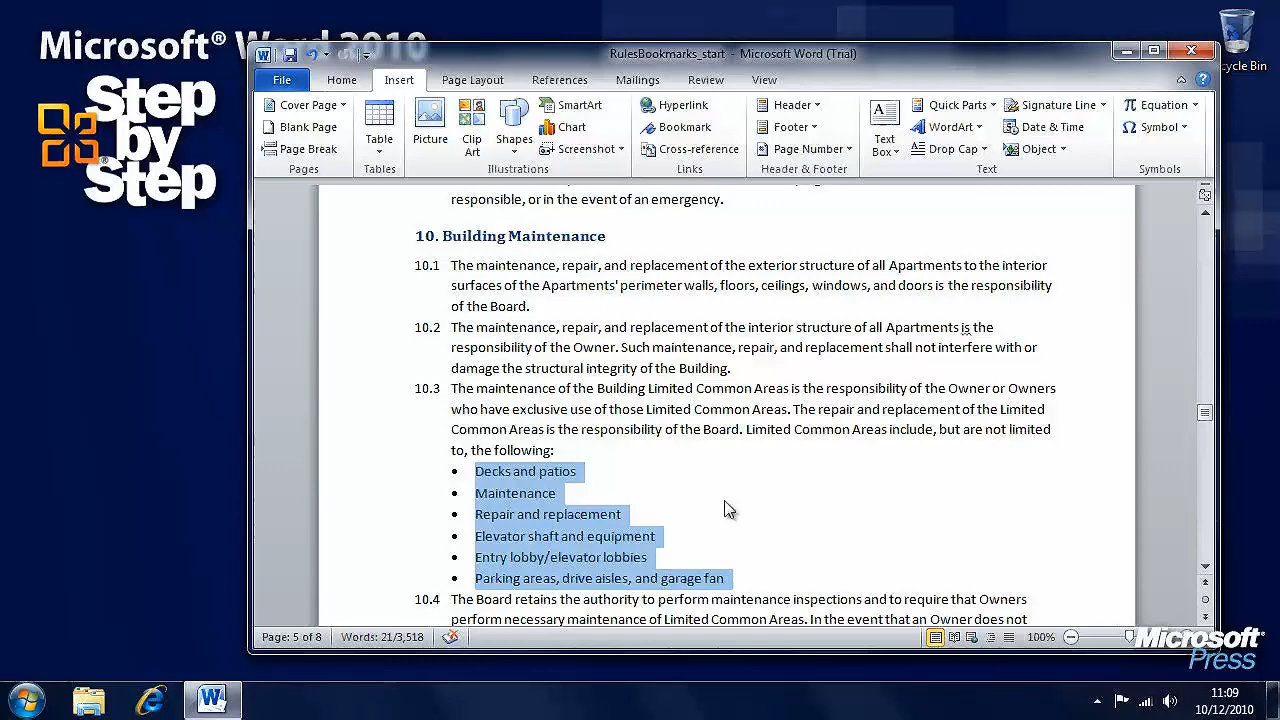 Microsoft® Word 2010
Step
by
Step
RulesBookmarks_start - Microsoft Word (Trial)
File Home Insert Page Layout References Mailings Review View
Cover Page
Blank Page
Page Break
Pages
Table
Tables
Picture
Clip
Art
Shapes
SmartArt
Chart
Screenshot
Illustrations
Hyperlink
Bookmark
Cross-reference
Links
Header
Footer
Page Number
Header & Footer
Text
Box
Quick Parts
WordArt
Drop Cap
Signature Line
Date & Time
Object
Text
Equation
Symbol
Symbols
responsible, or in the event of an emergency.
10. Building Maintenance
10.1 The maintenance, repair, and replacement of the exterior structure of all Apartments to the interior
surfaces of the Apartments' perimeter walls, floors, ceilings, windows, and doors is the responsibility
of the Board.
10.2 The maintenance, repair, and replacement of the interior structure of all Apartments is the
responsibility of the Owner. Such maintenance, repair, and replacement shall not interfere with or
damage the structural integrity of the Building.
10.3 The maintenance of the Building Limited Common Areas is the responsibility of the Owner or Owners
who have exclusive use of those Limited Common Areas. The repair and replacement of the Limited
Common Areas is the responsibility of the Board. Limited Common Areas include, but are not limited
to, the following:
• Decks and patios
• Maintenance
• Repair and replacement
• Elevator shaft and equipment
• Entry lobby/elevator lobbies
• Parking areas, drive aisles, and garage fan
10.4 The Board retains the authority to perform maintenance inspections and to require that Owners
perform necessary maintenance of Limited Common Areas. In the event that an Owner does not
Page: 5 of 8 Words: 21/3,518 100%
cycle Bin
Microsoft
Press
11:09
10/12/2010